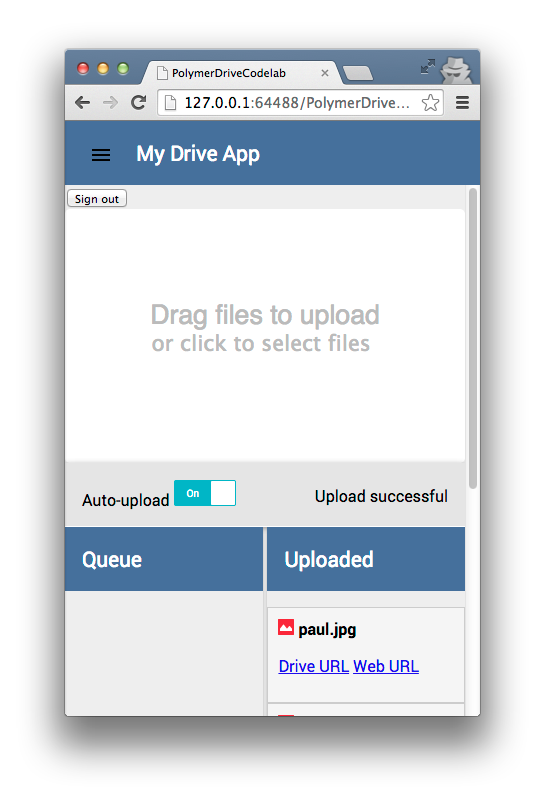 PolymerDriveCodelab
127.0.0.1:64488/PolymerDrive...
My Drive App
Sign out
Drag files to upload
or click to select files
Auto-upload On Upload successful
Queue Uploaded
paul.jpg
Drive URL Web URL